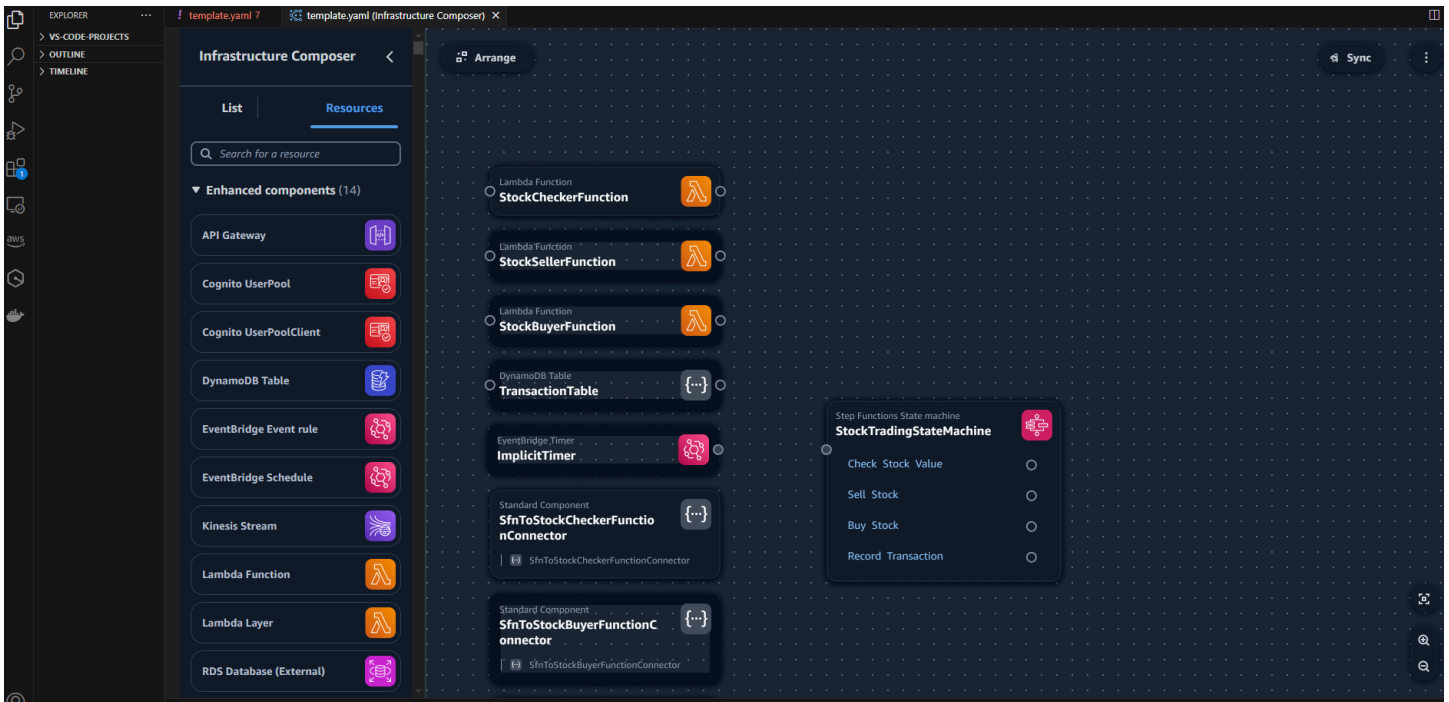 EXPLORER
template.yaml 7
template.yaml (Infrastructure Composer)
VS-CODE-PROJECTS
OUTLINE
TIMELINE
1
aws
Infrastructure Composer
List
Resources
Search for a resource
Enhanced components (14)
API Gateway
Cognito UserPool
Cognito UserPoolClient
DynamoDB Table
EventBridge Event rule
EventBridge Schedule
Kinesis Stream
Lambda Function
Lambda Layer
RDS Database (External)
Arrange
Sync
Lambda Function
StockCheckerFunction
Lambda Function
StockSellerFunction
Lambda Function
StockBuyerFunction
DynamoDB Table
TransactionTable
EventBridge Timer
ImplicitTimer
Standard Component
SfnToStockCheckerFunctio
nConnector
SfnToStockCheckerFunctionConnector
Standard Component
SfnToStockBuyerFunctionC
onnector
SfnToStockBuyerFunctionConnector
Step Functions State machine
StockTradingStateMachine
Check Stock Value
Sell Stock
Buy Stock
Record Transaction